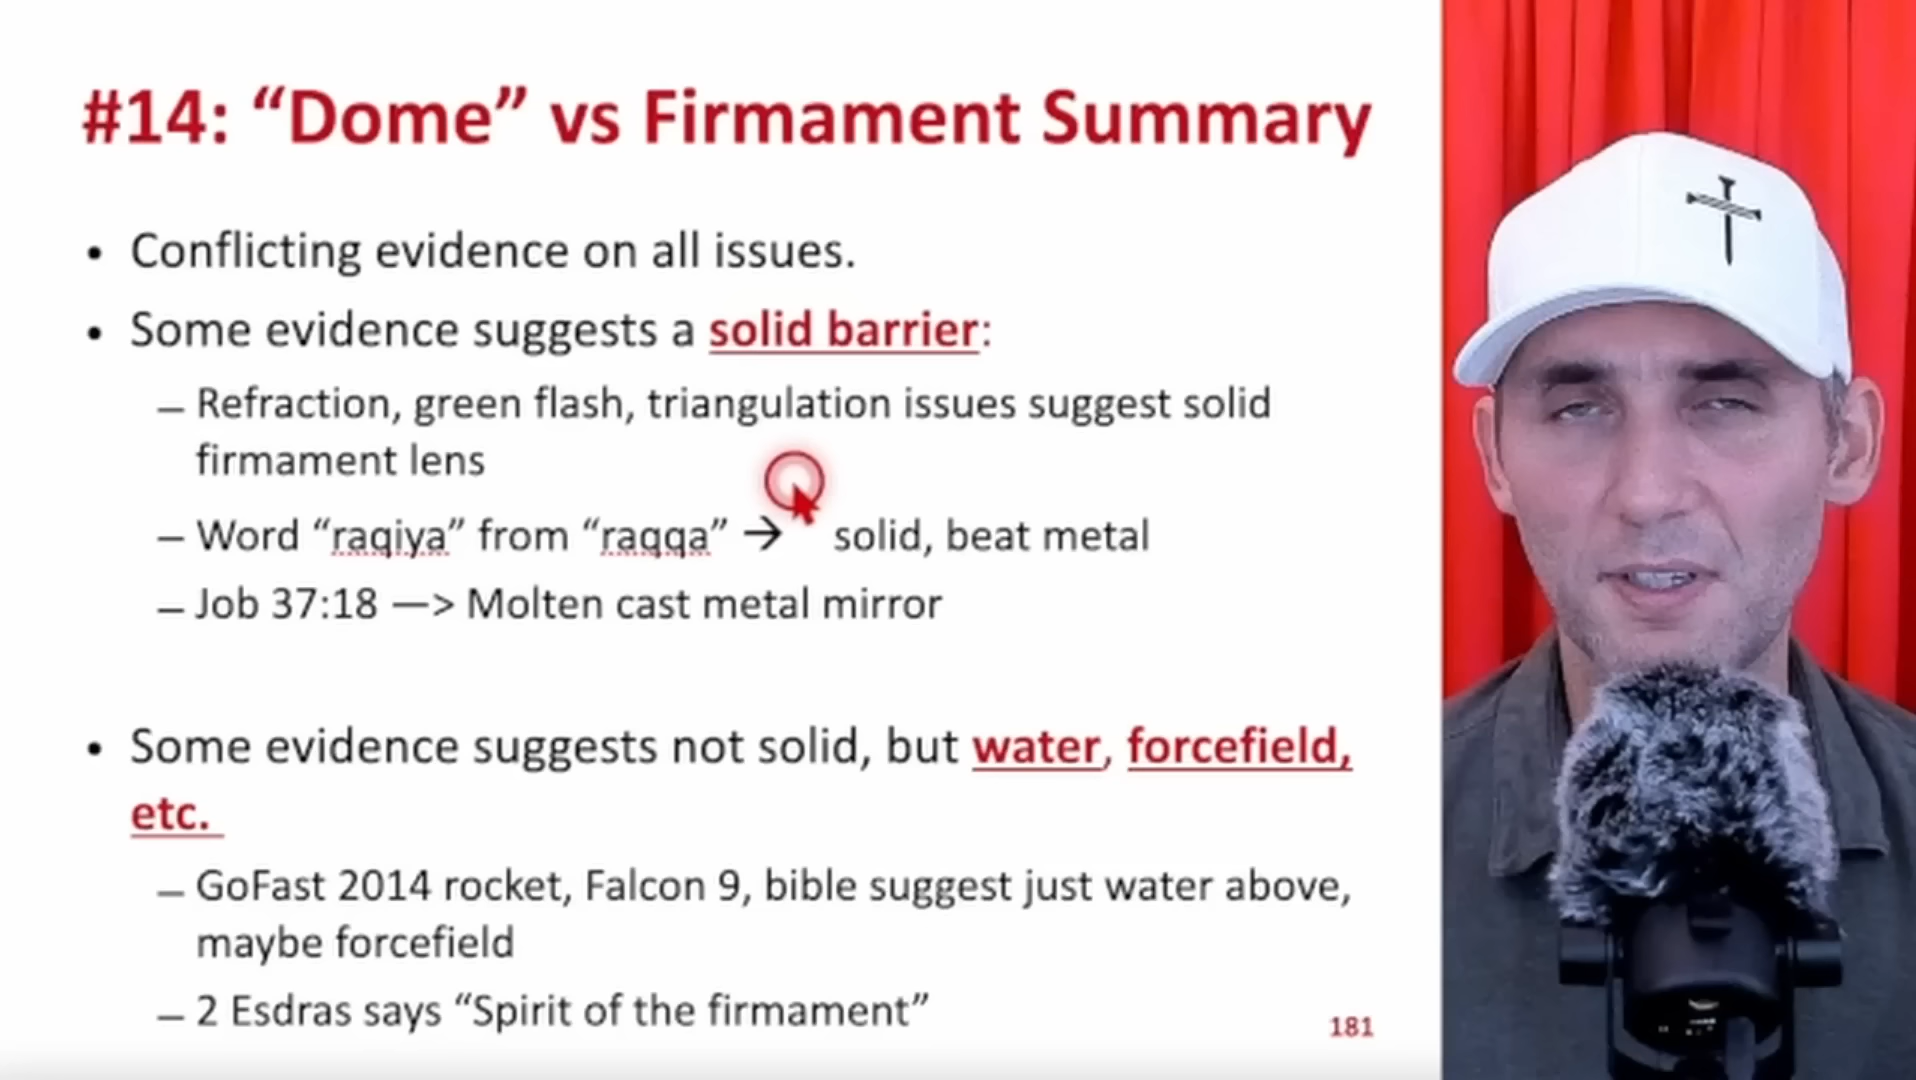 #14: “Dome” vs Firmament Summary
• Conflicting evidence on all issues.
• Some evidence suggests a solid barrier:
– Refraction, green flash, triangulation issues suggest solid
firmament lens
– Word “raqiya” from “raqqa” → solid, beat metal
– Job 37:18 —> Molten cast metal mirror
• Some evidence suggests not solid, but water, forcefield,
etc.
– GoFast 2014 rocket, Falcon 9, bible suggest just water above,
maybe forcefield
– 2 Esdras says “Spirit of the firmament”
181